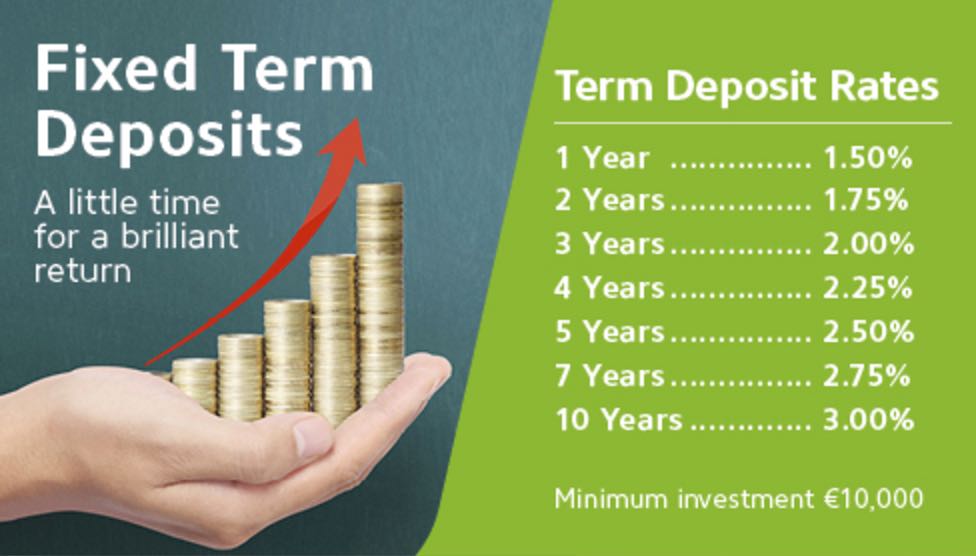 Fixed Term
Deposits
A little time
for a brilliant
return
Term Deposit Rates
1 Year ............... 1.50%
2 Years ............... 1.75%
3 Years ............... 2.00%
4 Years ............... 2.25%
5 Years ............... 2.50%
7 Years ............... 2.75%
10 Years ............. 3.00%
Minimum investment €10,000